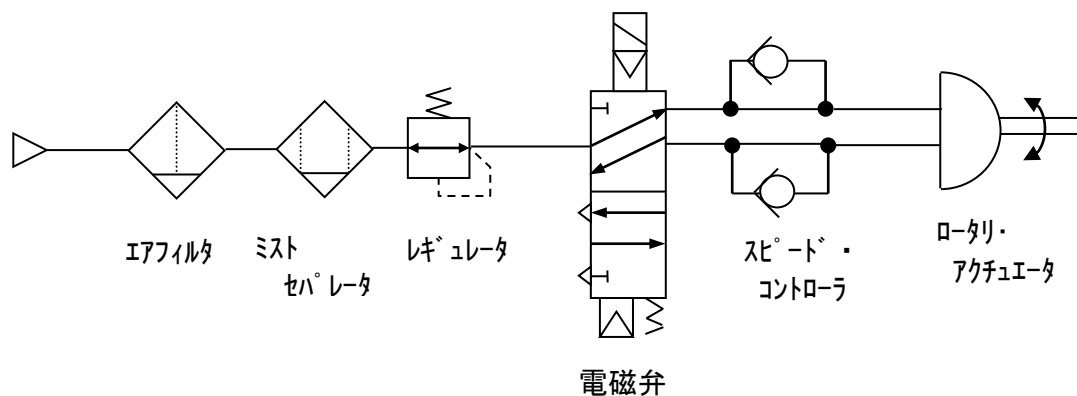 エアフィルタ
ミスト
セパレータ
レギュレータ
電磁弁
スピード・
コントローラ
ロータリ・
アクチュエータ